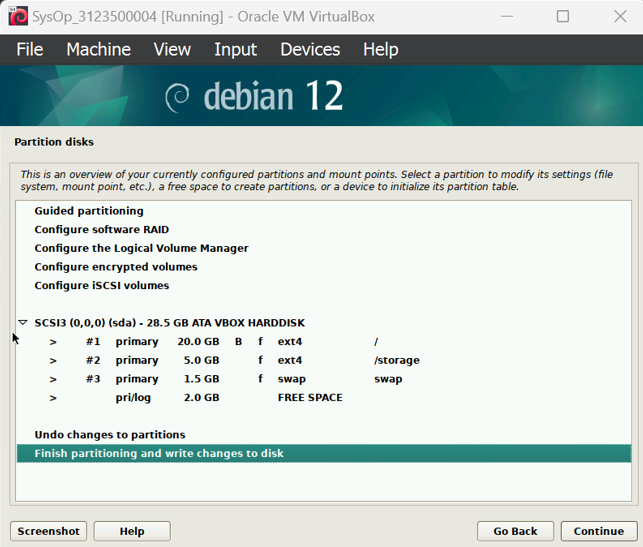 SysOp_3123500004 [Running] - Oracle VM VirtualBox
File Machine View Input Devices Help
debian 12
Partition disks
This is an overview of your currently configured partitions and mount points. Select a partition to modify its settings (file
system, mount point, etc.), a free space to create partitions, or a device to initialize its partition table.
Guided partitioning
Configure software RAID
Configure the Logical Volume Manager
Configure encrypted volumes
Configure iSCSI volumes
SCSI3 (0,0,0) (sda) - 28.5 GB ATA VBOX HARDDISK
> #1 primary 20.0 GB B f ext4 /
> #2 primary 5.0 GB f ext4 /storage
> #3 primary 1.5 GB f swap swap
> pri/log 2.0 GB FREE SPACE
Undo changes to partitions
Finish partitioning and write changes to disk
Screenshot Help Go Back Continue